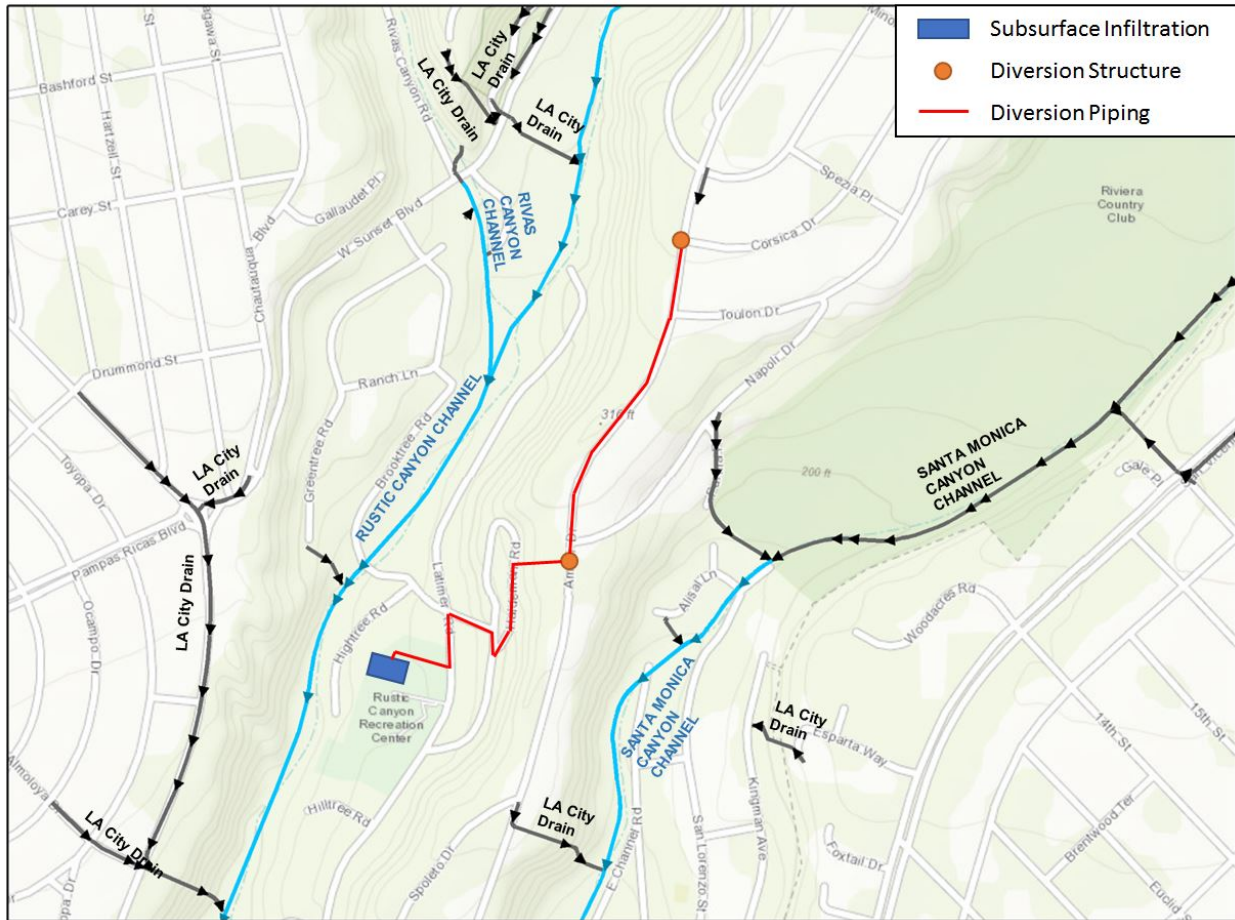 Subsurface Infiltration
Diversion Structure
Diversion Piping
Bashford St
Hartzell St
Carey St
Chautauqua
Blvd
Gallaudet Pl
W Sunset Blvd
Rivas Canyon Rd
LA City
Drain
LA City
Drain
LA City
Drain
RIVAS
CANYON
CHANNEL
Spezia Pl
Corsica Dr
Toulon Dr
Napoli Dr
Riviera
Country
Club
Drummond St
Ranch Ln
Greentree Rd
Brooktree Rd
RUSTIC CANYON CHANNEL
316 ft
200 ft
SANTA MONICA
CANYON
CHANNEL
Gale Pl
LA City
Drain
Toyopa Dr
Pampas Ricas Blvd
Ocampo Dr
LA City Drain
Latimer Rd
Hightree Rd
Alisal Ln
Woodacres Rd
Rustic
Canyon
Recreation
Center
SANTA MONICA
CANYON
CHANNEL
LA City
Drain
Esparta Way
14th St
15th St
Hilltree Rd
LA City Drain
LA City
Drain
Spoleto Dr
E Channel Rd
San Lorenzo St
Kingman Ave
Foxtail Dr
Brentwood Ter
Euclid